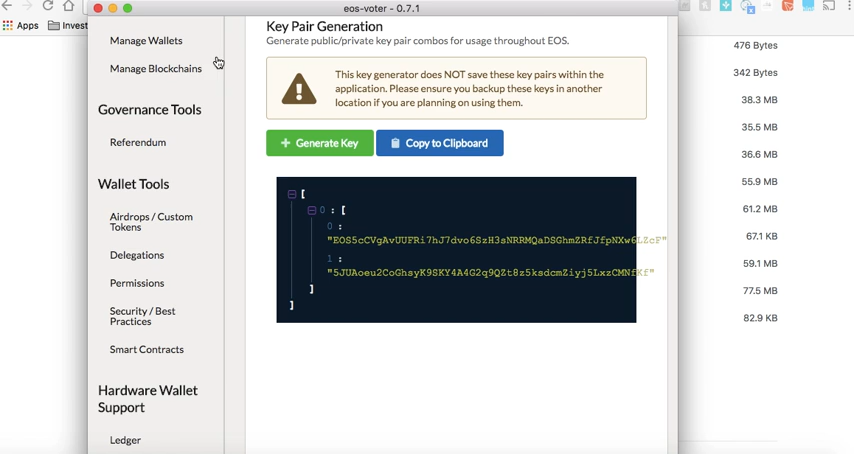 eos-voter - 0.7.1
Apps
Invest
Manage Wallets
Manage Blockchains
Governance Tools
Referendum
Wallet Tools
Airdrops / Custom
Tokens
Delegations
Permissions
Security / Best
Practices
Smart Contracts
Hardware Wallet
Support
Ledger
Key Pair Generation
Generate public/private key pair combos for usage throughout EOS.
This key generator does NOT save these key pairs within the
application. Please ensure you backup these keys in another
location if you are planning on using them.
+ Generate Key
Copy to Clipboard
[
0 : [
0 :
"EOS5cCVgAvUUFRi7hJ7dvo6SzH3sNRRMQaDSGhmZRfJfpNXw6LZcF"
1 :
"5JUAoeu2CoGhsyK9SKY4A4G2q9QZt8z5ksdcmZiyj5LxzCMNfKf"
]
]
476 Bytes
342 Bytes
38.3 MB
35.5 MB
36.6 MB
55.9 MB
61.2 MB
67.1 KB
59.1 MB
77.5 MB
82.9 KB